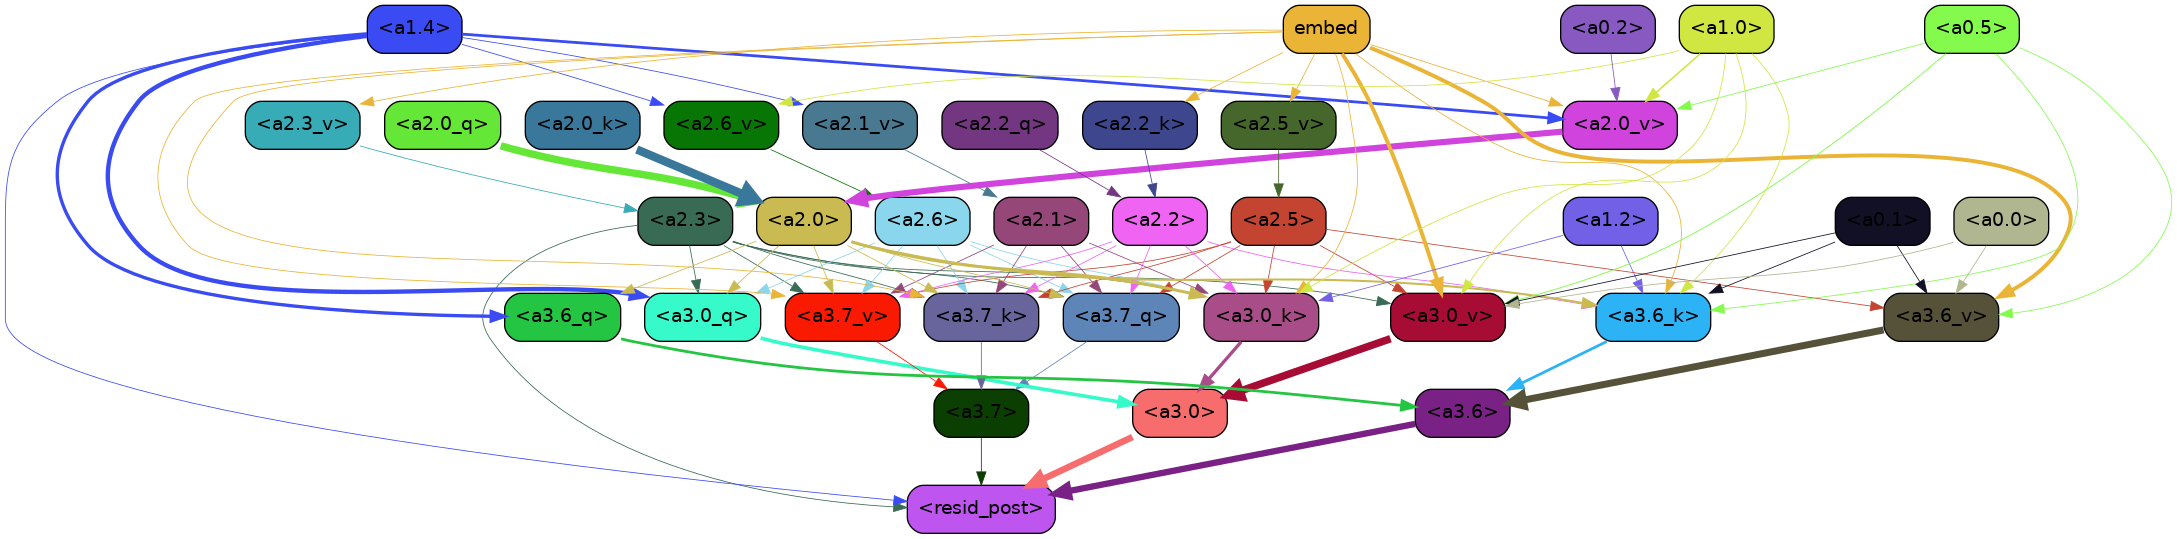 <a1.4>
embed
<a0.2>
<a1.0>
<a0.5>
<a2.3_v>
<a2.0_q>
<a2.0_k>
<a2.6_v>
<a2.1_v>
<a2.2_q>
<a2.2_k>
<a2.5_v>
<a2.0_v>
<a2.3>
<a2.0>
<a2.6>
<a2.1>
<a2.2>
<a2.5>
<a1.2>
<a0.1>
<a0.0>
<a3.6_q>
<a3.0_q>
<a3.7_v>
<a3.7_k>
<a3.7_q>
<a3.0_k>
<a3.0_v>
<a3.6_k>
<a3.6_v>
<a3.7>
<a3.0>
<a3.6>
<resid_post>